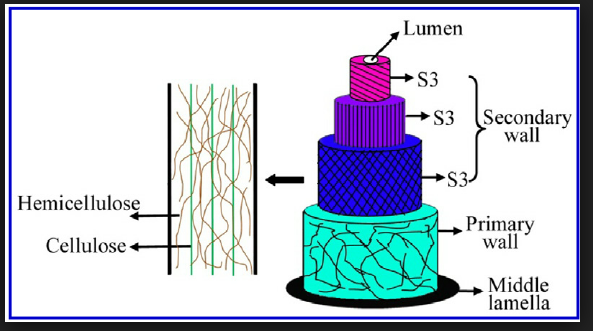 Lumen
S3
S3
Secondary
wall
S3
Hemicellulose
Cellulose
Primary
wall
Middle
lamella